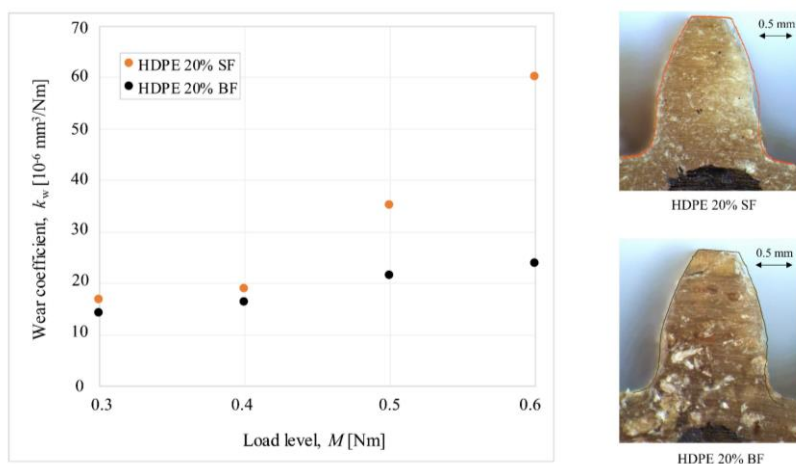 70
60
50
40
30
20
10
0
Wear coefficient, k_w [10⁻⁶ mm³/Nm]
HDPE 20% SF
HDPE 20% BF
0.3 0.4 0.5 0.6
Load level, M [Nm]
0.5 mm
HDPE 20% SF
0.5 mm
HDPE 20% BF